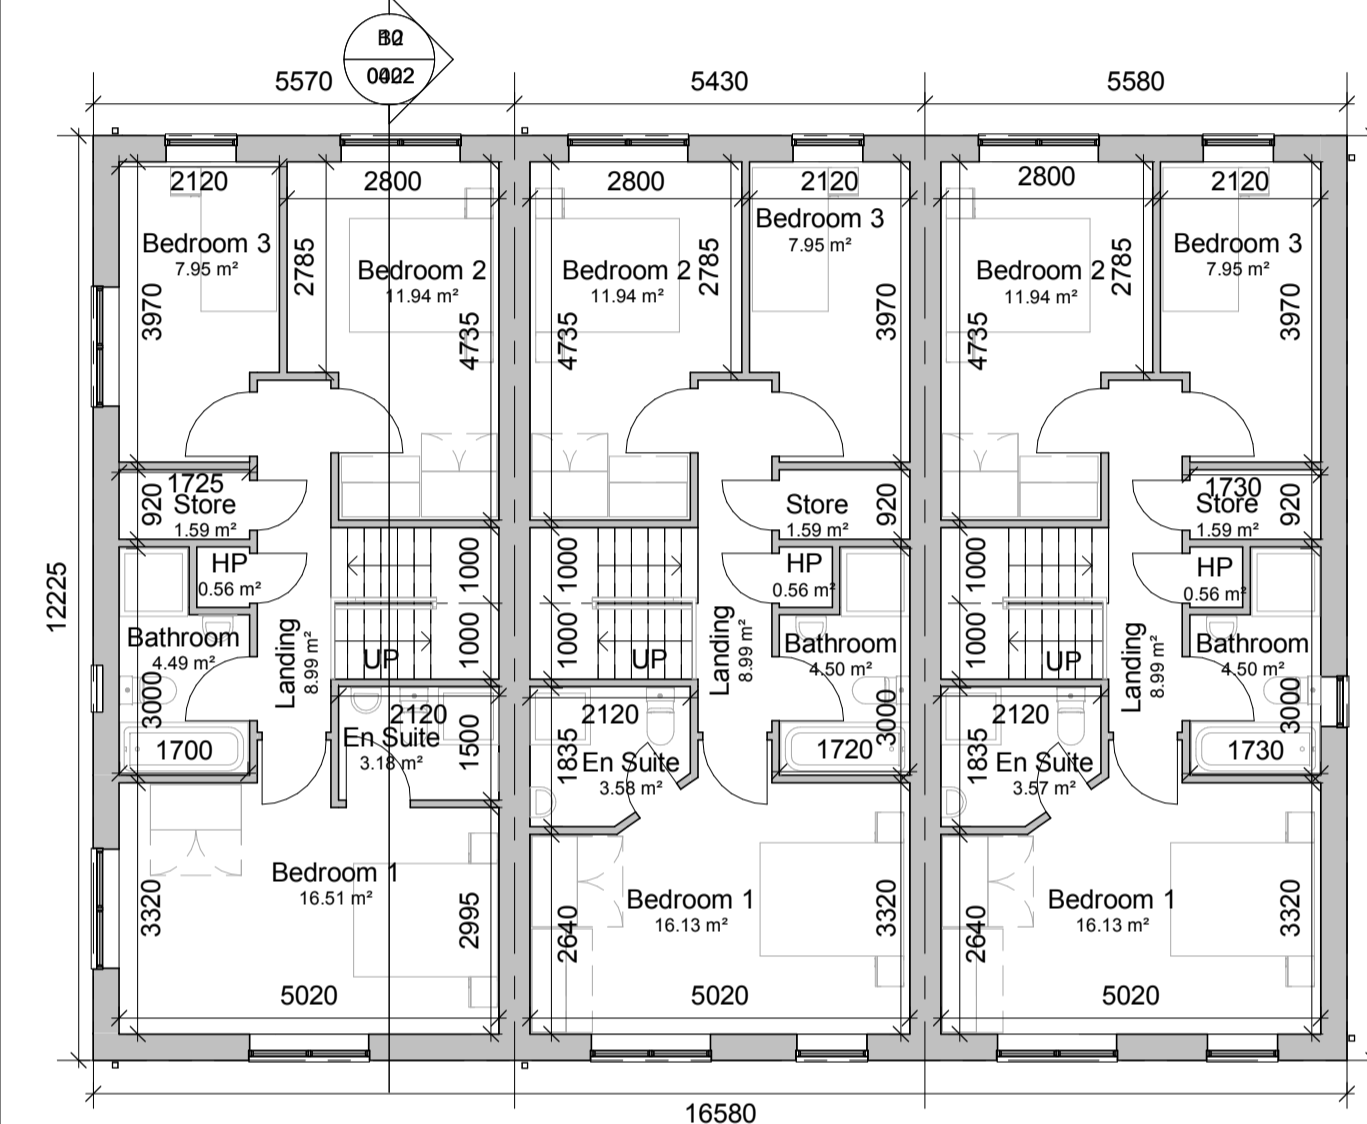 5570
5430
5580
2120
2800
2800
2120
2800
2120
Bedroom 3
7.95 m²
2785
Bedroom 2
11.94 m²
Bedroom 2
11.94 m²
2785
Bedroom 3
7.95 m²
Bedroom 2
11.94 m²
2785
Bedroom 3
7.95 m²
3970
4735
4735
3970
4735
3970
1725
Store
1.59 m²
920
Store
1.59 m²
920
1730
Store
1.59 m²
920
12225
HP
0.56 m²
1000
1000
HP
0.56 m²
1000
HP
0.56 m²
Bathroom
4.49 m²
Landing
8.99 m²
UP
1000
1000
UP
Landing
8.99 m²
Bathroom
4.50 m²
1000
UP
Landing
8.99 m²
Bathroom
4.50 m²
3000
1700
2120
En Suite
3.18 m²
1500
2120
1835
En Suite
3.58 m²
3000
1720
2120
1835
En Suite
3.57 m²
3000
1730
Bedroom 1
16.51 m²
3320
2995
Bedroom 1
16.13 m²
2640
3320
Bedroom 1
16.13 m²
2640
3320
5020
5020
5020
16580